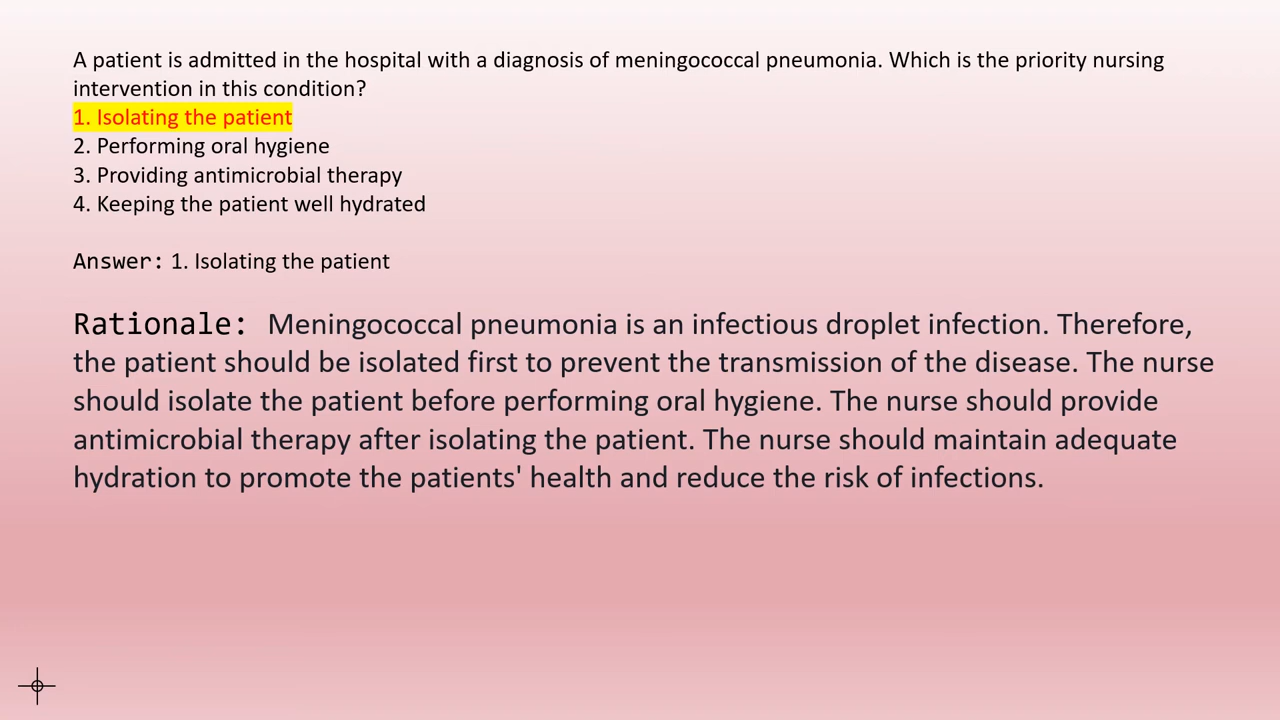 A patient is admitted in the hospital with a diagnosis of meningococcal pneumonia. Which is the priority nursing
intervention in this condition?
1. Isolating the patient
2. Performing oral hygiene
3. Providing antimicrobial therapy
4. Keeping the patient well hydrated
Answer: 1. Isolating the patient
Rationale: Meningococcal pneumonia is an infectious droplet infection. Therefore,
the patient should be isolated first to prevent the transmission of the disease. The nurse
should isolate the patient before performing oral hygiene. The nurse should provide
antimicrobial therapy after isolating the patient. The nurse should maintain adequate
hydration to promote the patients' health and reduce the risk of infections.